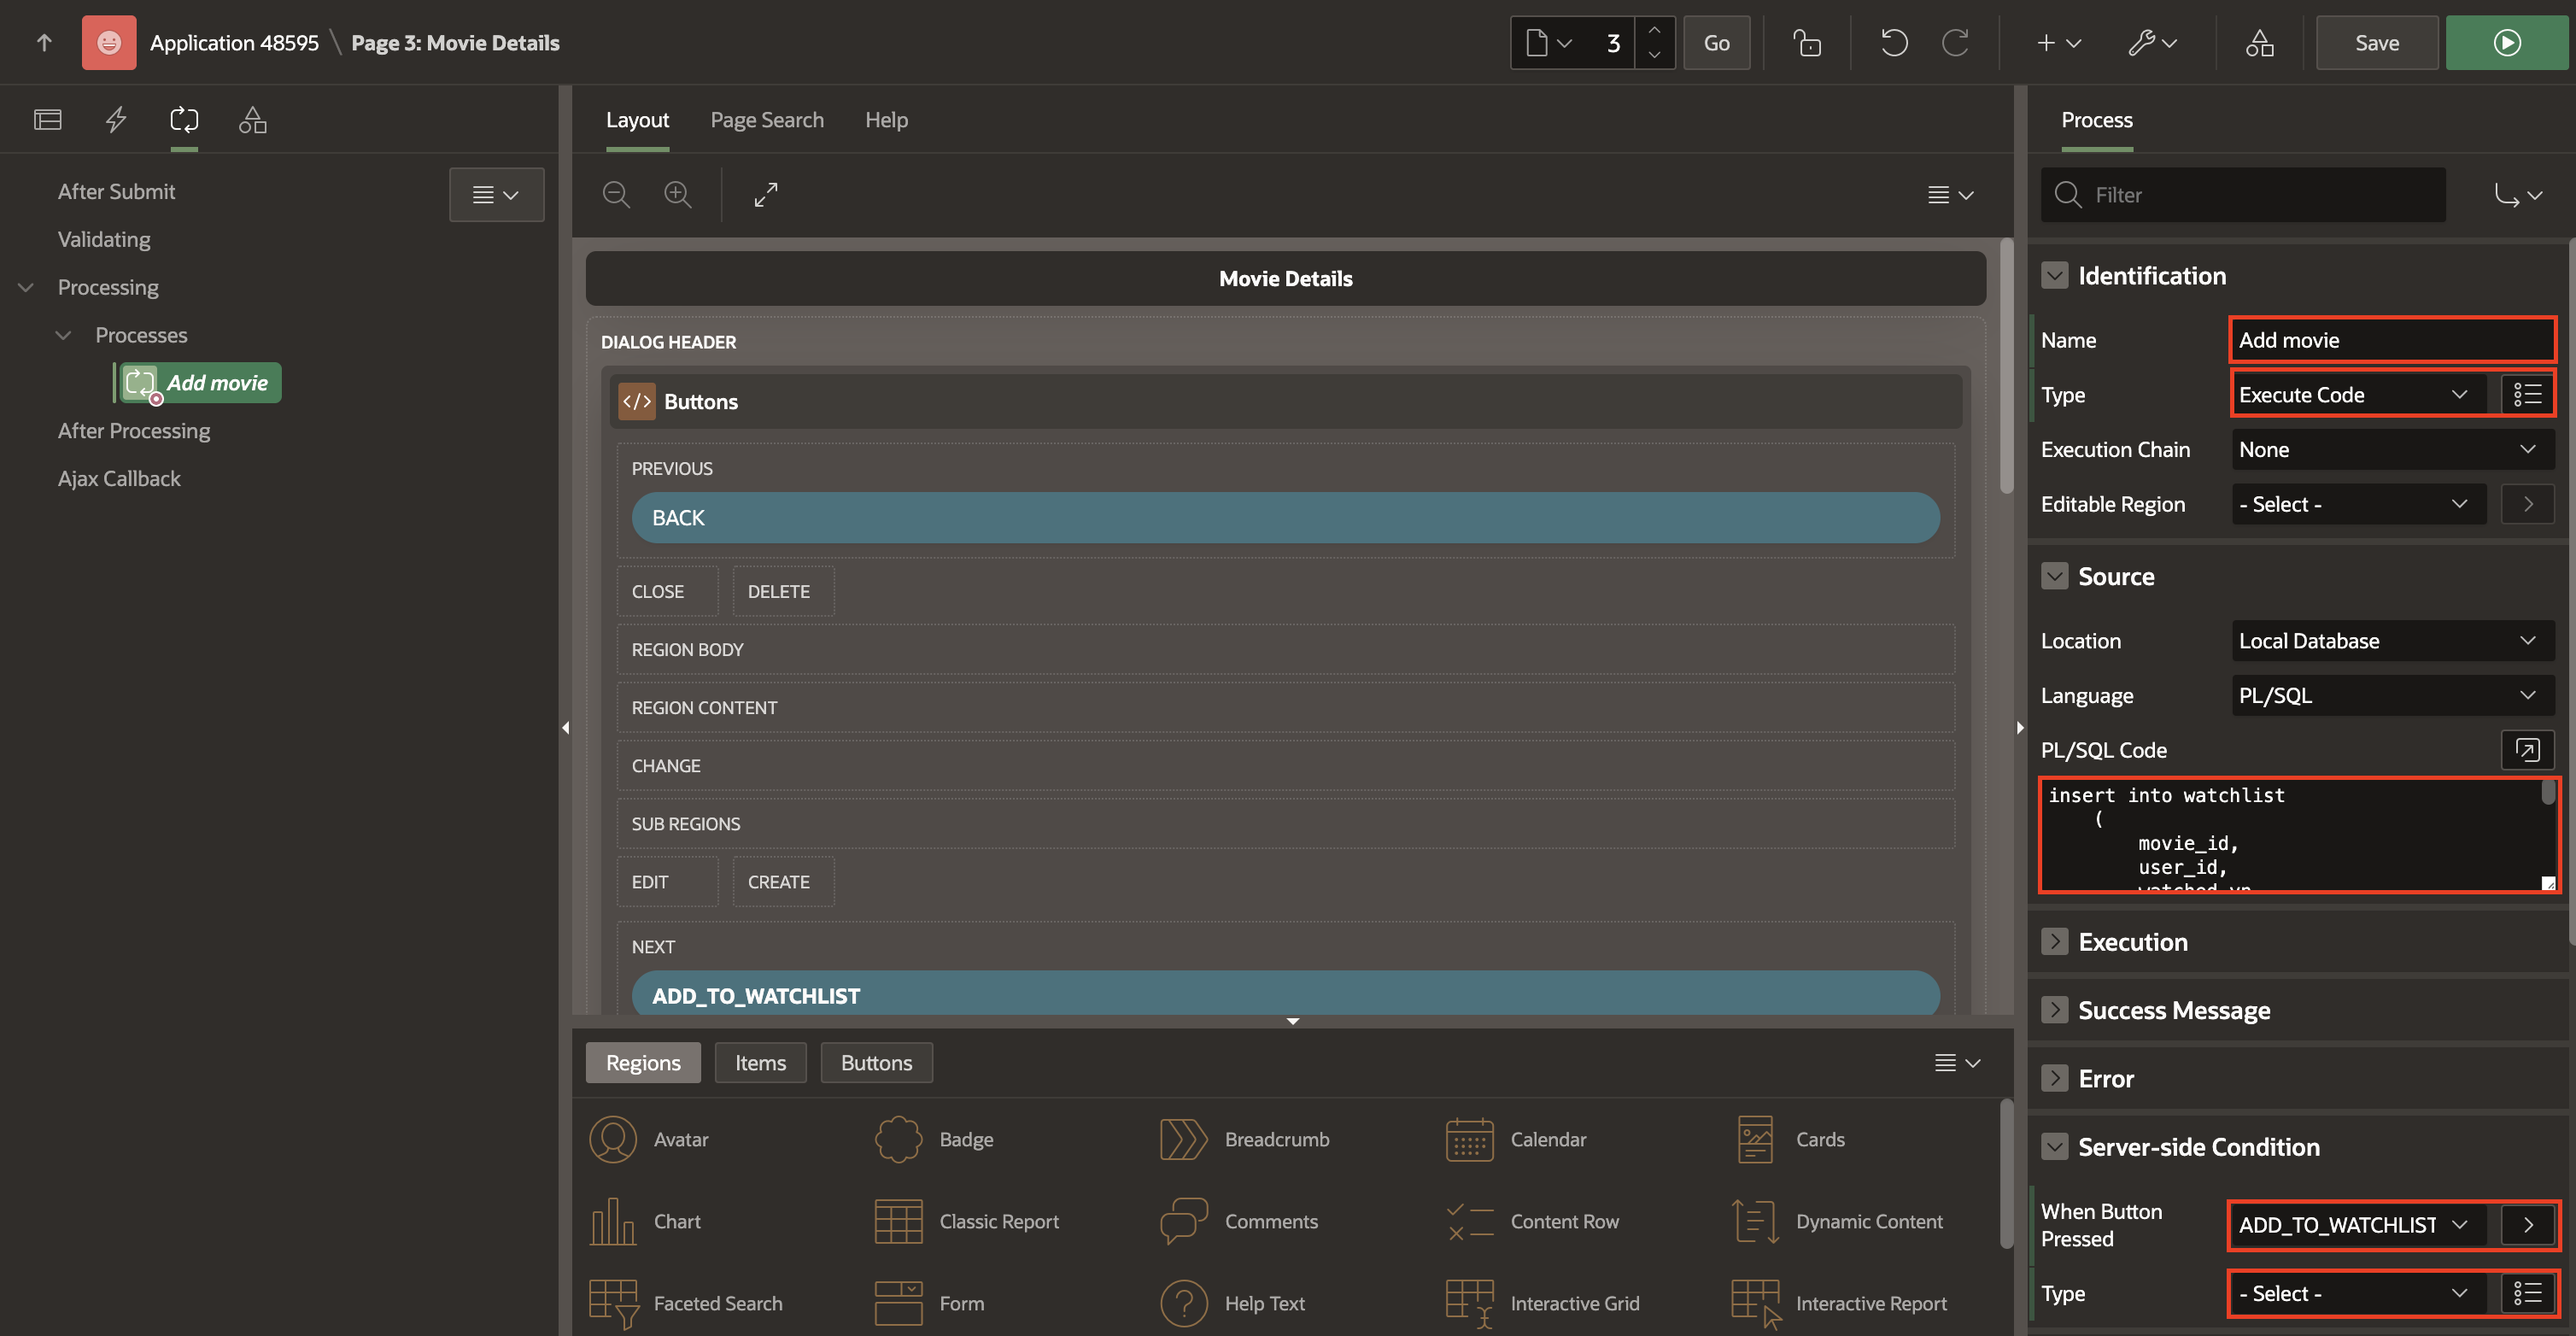 Application 48595 \ Page 3: Movie Details
3
Go
Save
After Submit
Validating
Processing
Processes
Add movie
After Processing
Ajax Callback
Layout Page Search Help
Movie Details
DIALOG HEADER
Buttons
PREVIOUS
BACK
CLOSE DELETE
REGION BODY
REGION CONTENT
CHANGE
SUB REGIONS
EDIT CREATE
NEXT
ADD_TO_WATCHLIST
Regions Items Buttons
Avatar Badge Breadcrumb Calendar Cards
Chart Classic Report Comments Content Row Dynamic Content
Faceted Search Form Help Text Interactive Grid Interactive Report
Process
Filter
Identification
Name Add movie
Type Execute Code
Execution Chain None
Editable Region - Select -
Source
Location Local Database
Language PL/SQL
PL/SQL Code
insert into watchlist
(
movie_id,
user_id,
Execution
Success Message
Error
Server-side Condition
When Button
Pressed
ADD_TO_WATCHLIST
Type - Select -